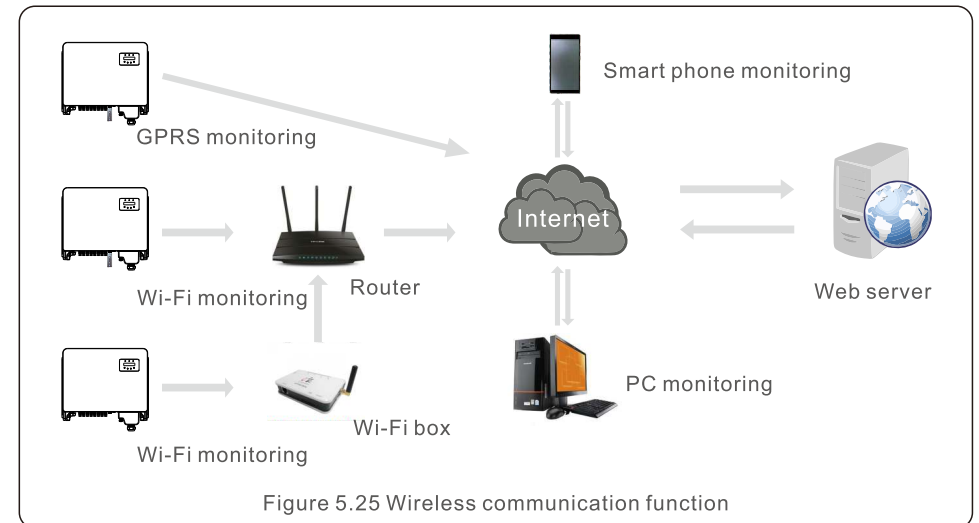 Smart phone monitoring
GPRS monitoring
Internet
Wi-Fi monitoring
Router
Web server
PC monitoring
Wi-Fi box
Wi-Fi monitoring
Figure 5.25 Wireless communication function